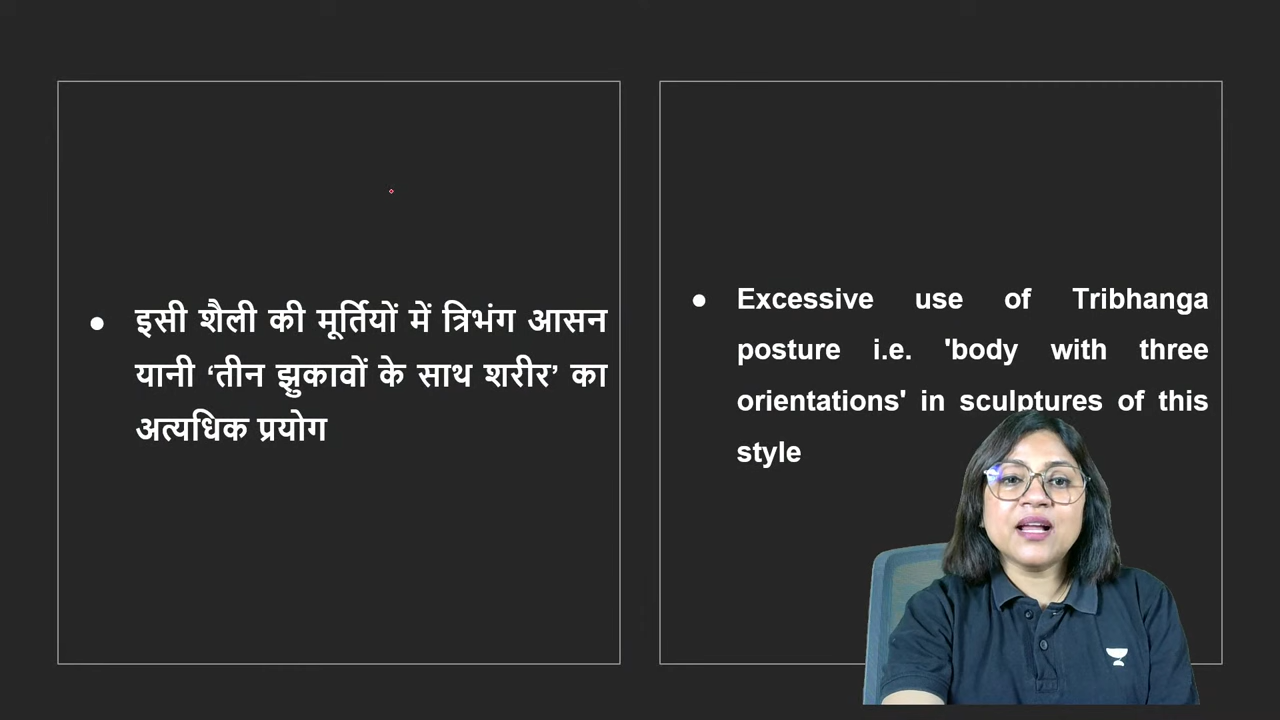 ● इसी शैली की मूर्तियों में त्रिभंग आसन
यानी ‘तीन झुकावों के साथ शरीर’ का
अत्यधिक प्रयोग
● Excessive use of Tribhanga
posture i.e. 'body with three
orientations' in sculptures of this
style